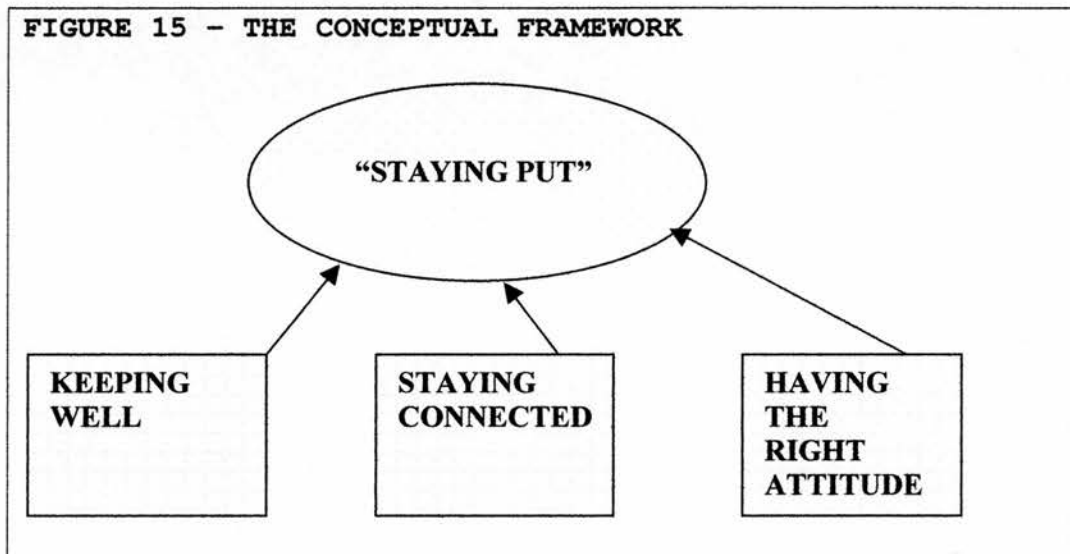 FIGURE 15 – THE CONCEPTUAL FRAMEWORK
“STAYING PUT”
KEEPING
WELL
STAYING
CONNECTED
HAVING
THE
RIGHT
ATTITUDE